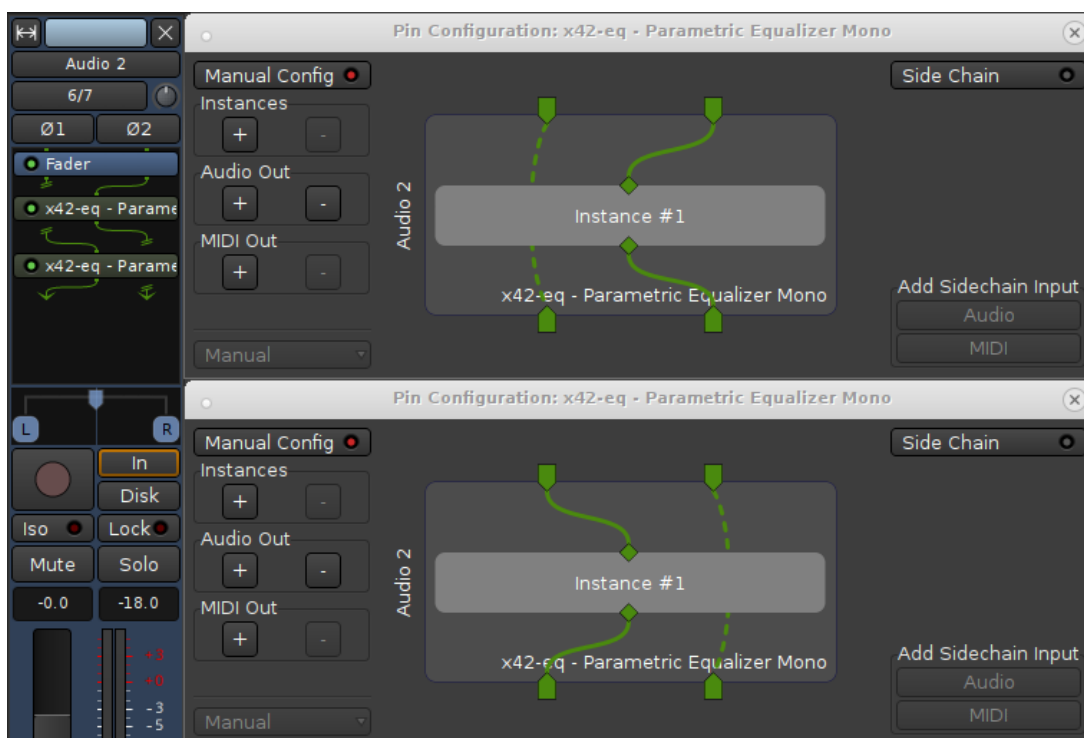 Audio 2
6/7
Ø1 Ø2
Fader
x42-eq - Parame
x42-eq - Parame
L R
In
Disk
Iso Lock
Mute Solo
-0.0 -18.0
+3
+0
-3
-5
Pin Configuration: x42-eq - Parametric Equalizer Mono
Manual Config
Side Chain
Instances
+ -
Audio Out
+ -
MIDI Out
+ -
Manual
Audio 2
Instance #1
x42-eq - Parametric Equalizer Mono
Add Sidechain Input
Audio
MIDI
Pin Configuration: x42-eq - Parametric Equalizer Mono
Manual Config
Side Chain
Instances
+ -
Audio Out
+ -
MIDI Out
+ -
Manual
Audio 2
Instance #1
x42-eq - Parametric Equalizer Mono
Add Sidechain Input
Audio
MIDI